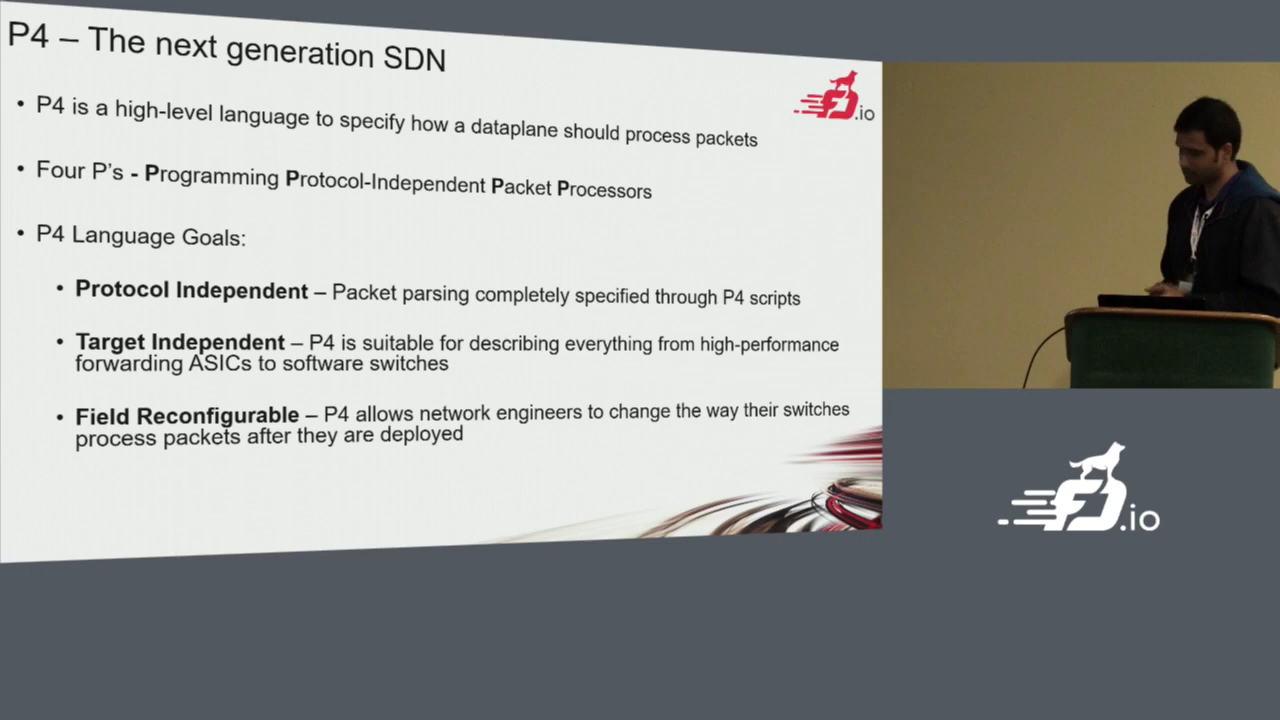 P4 – The next generation SDN
.io
• P4 is a high-level language to specify how a dataplane should process packets
• Four P's - Programming Protocol-Independent Packet Processors
• P4 Language Goals:
• Protocol Independent – Packet parsing completely specified through P4 scripts
• Target Independent – P4 is suitable for describing everything from high-performance
forwarding ASICs to software switches
• Field Reconfigurable – P4 allows network engineers to change the way their switches
process packets after they are deployed
.io